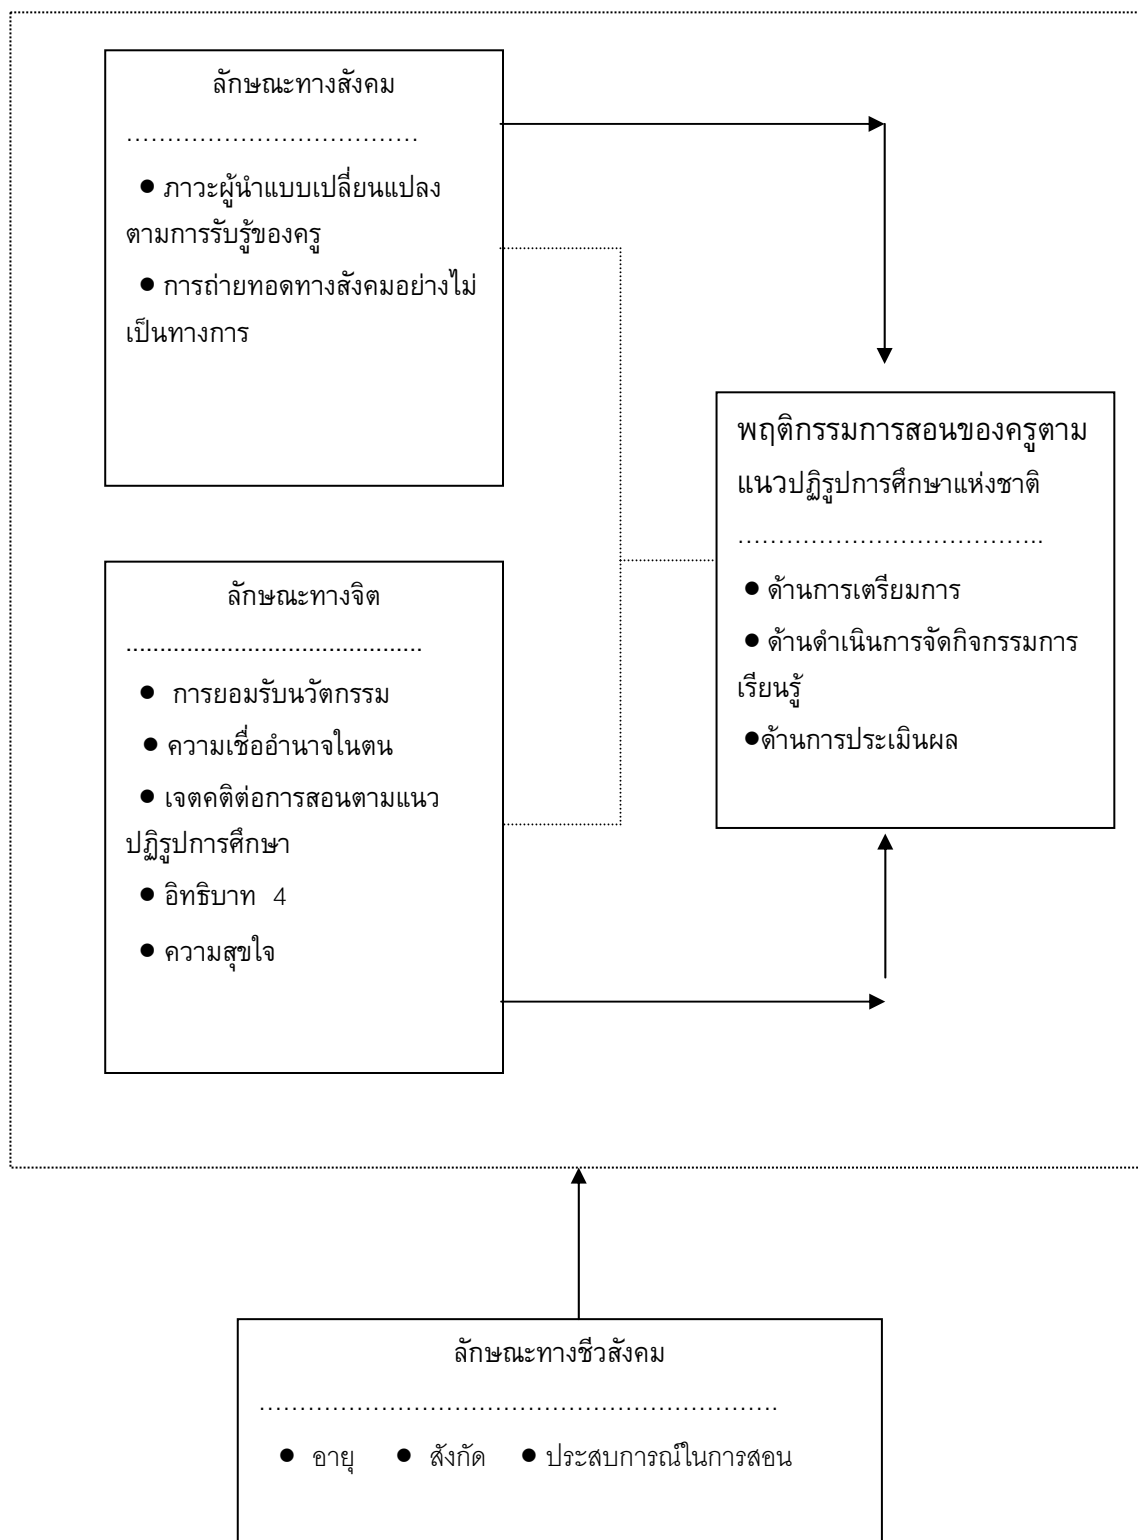 ลักษณะทางสังคม
......................................
● ภาวะผู้นำแบบเปลี่ยนแปลง
ตามการรับรู้ของครู
● การถ่ายทอดทางสังคมอย่างไม่
เป็นทางการ
พฤติกรรมการสอนของครูตาม
แนวปฏิรูปการศึกษาแห่งชาติ
......................................
● ด้านการเตรียมการ
● ด้านดำเนินการจัดกิจกรรมการ
เรียนรู้
●ด้านการประเมินผล
ลักษณะทางจิต
............................................
● การยอมรับนวัตกรรม
● ความเชื่ออำนาจในตน
● เจตคติต่อการสอนตามแนว
ปฏิรูปการศึกษา
● อิทธิบาท 4
● ความสุขใจ
ลักษณะทางชีวสังคม
................................................................
● อายุ ● สังกัด ● ประสบการณ์ในการสอน